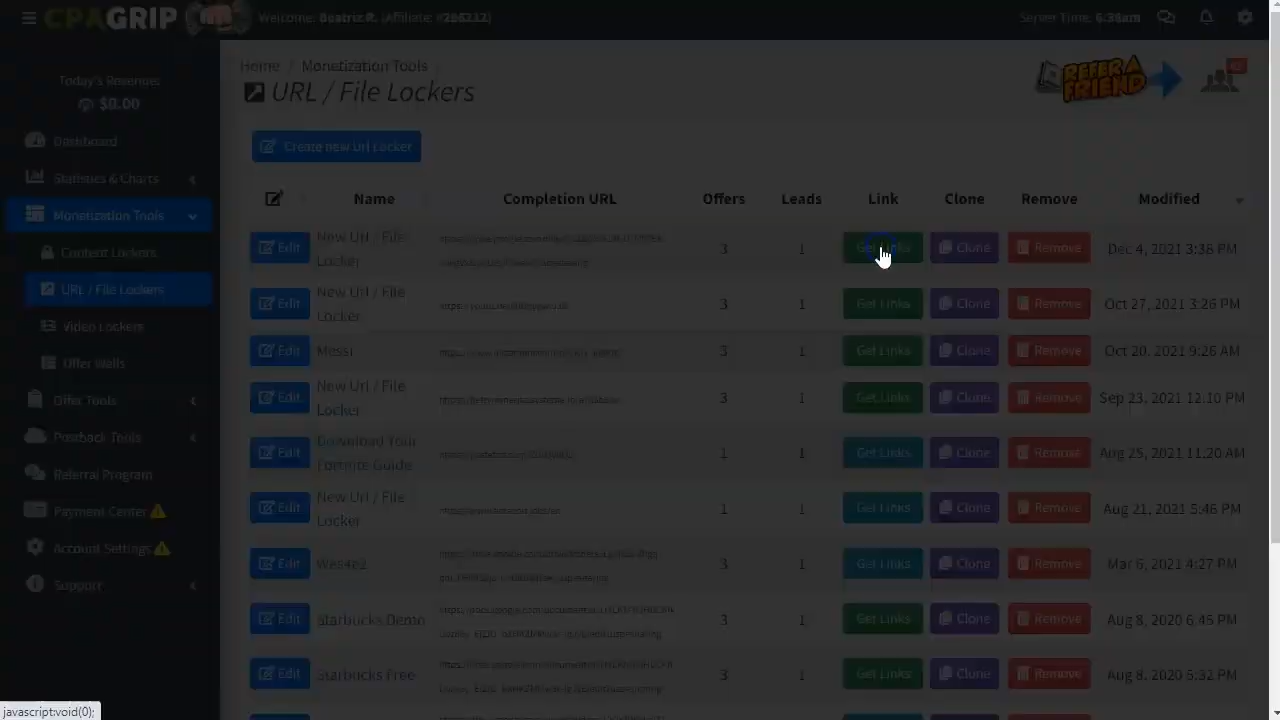 CPAGRIP
Welcome: Beatriz R. (Affiliate:
Server Time: 6:38am
Today's Revenues
$0.00
Dashboard
Statistics & Charts
Monetization Tools
Content Lockers
URL / File Lockers
Video Lockers
Offer Walls
Offer Tools
Postback Tools
Referral Program
Payment Center
Account Settings
Support
Home / Monetization Tools
URL / File Lockers
REFER A
FRIEND
Create new Url Locker
Name Completion URL Offers Leads Link Clone Remove Modified
Edit New Url / File Locker 3 1 Get Links Clone Remove Dec 4, 2021 3:38 PM
Edit New Url / File Locker 3 1 Get Links Clone Remove Oct 27, 2021 3:26 PM
Edit Messi 3 1 Get Links Clone Remove Oct 20, 2021 9:26 AM
Edit New Url / File Locker 3 1 Get Links Clone Remove Sep 23, 2021 12:10 PM
Edit Download Your Fortnite Guide 1 1 Get Links Clone Remove Aug 25, 2021 11:20 AM
Edit New Url / File Locker 1 1 Get Links Clone Remove Aug 21, 2021 5:46 PM
Edit 3 1 Get Links Clone Remove Mar 6, 2021 4:27 PM
Edit Starbucks Demo 3 1 Get Links Clone Remove Aug 8, 2020 6:45 PM
Edit Starbucks Free 3 1 Get Links Clone Remove Aug 8, 2020 5:32 PM
javascript:void(0);